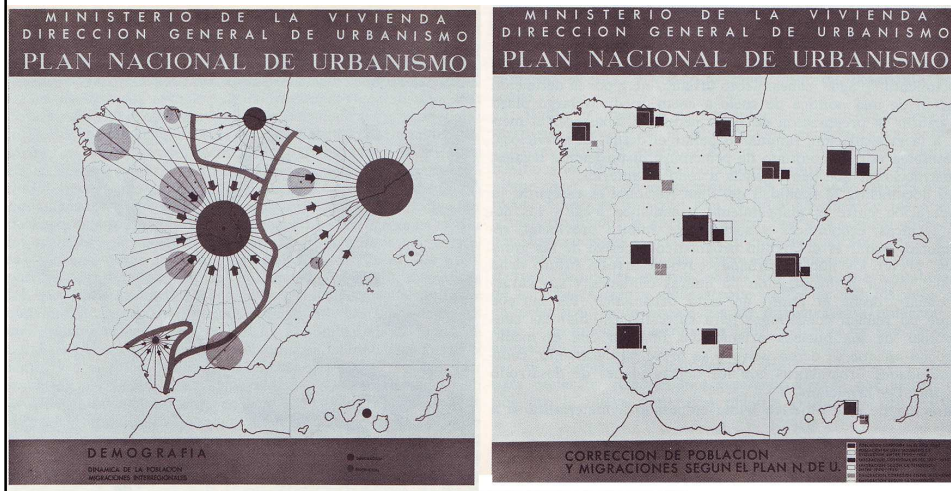 MINISTERIO DE LA VIVIENDA
DIRECCION GENERAL DE URBANISMO
PLAN NACIONAL DE URBANISMO
DEMOGRAFIA
DINAMICA DE LA POBLACION
MIGRACIONES INTERREGIONALES
MINISTERIO DE LA VIVIENDA
DIRECCION GENERAL DE URBANISMO
PLAN NACIONAL DE URBANISMO
CORRECCION DE POBLACION
Y MIGRACIONES SEGUN EL PLAN N. DE U.